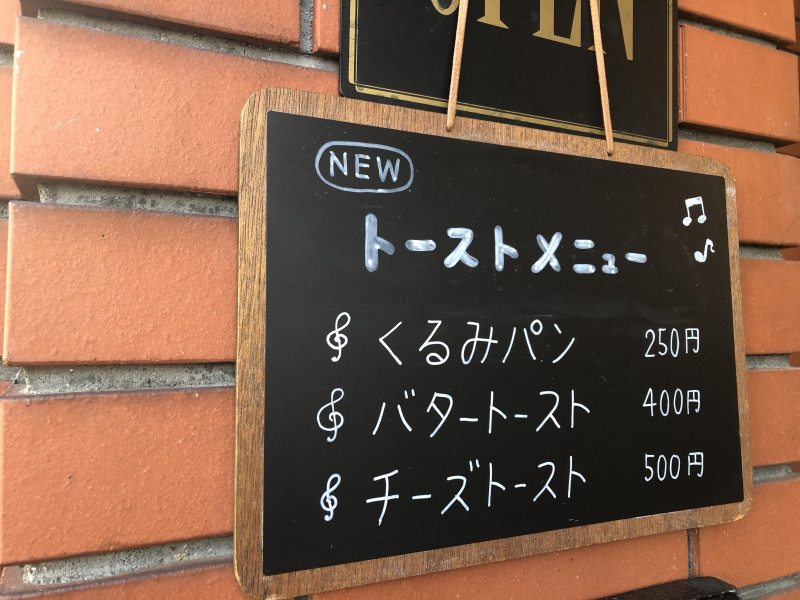 OPEN
NEW
トーストメニュー
くるみパン 250円
バタートースト 400円
チーズトースト 500円